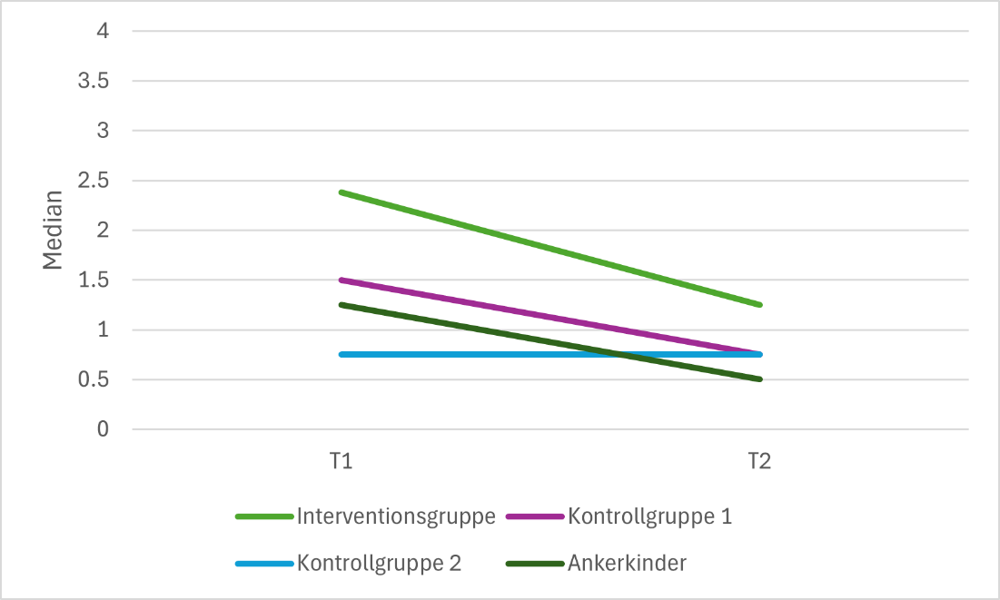 4
3.5
3
2.5
2
1.5
1
0.5
0
Median
T1 T2
Interventionsgruppe Kontrollgruppe 1
Kontrollgruppe 2 Ankerkinder